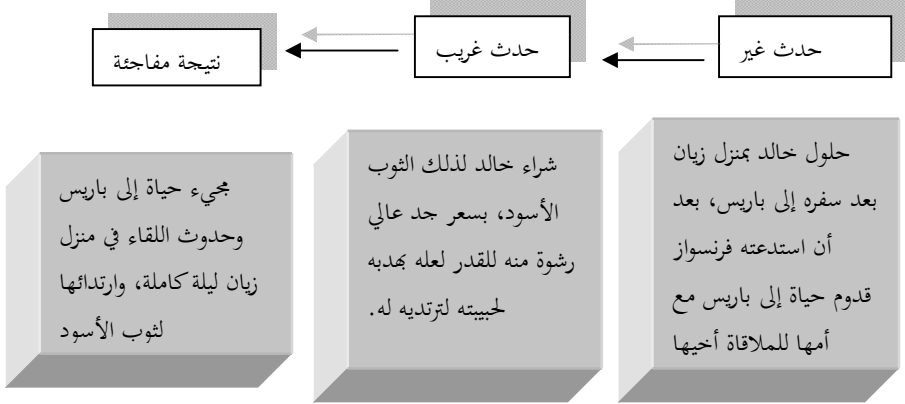 حدث غير
حدث غريب
نتيجة مفاجئة
حلول خالد بمنزل زيان
بعد سفره إلى باريس، بعد
أن استدعته فرنسواز
قدوم حياة إلى باريس مع
أمها للملاقاة أخيها
شراء خالد لذلك الثوب
الأسود، بسعر جد عالي
رشوة منه للقدر لعله بهدبه
لحبيبته لترتديه له.
مجيء حياة إلى باريس
وحدوث اللقاء في منزل
زيان ليلة كاملة، وارتدائها
لثوب الأسود